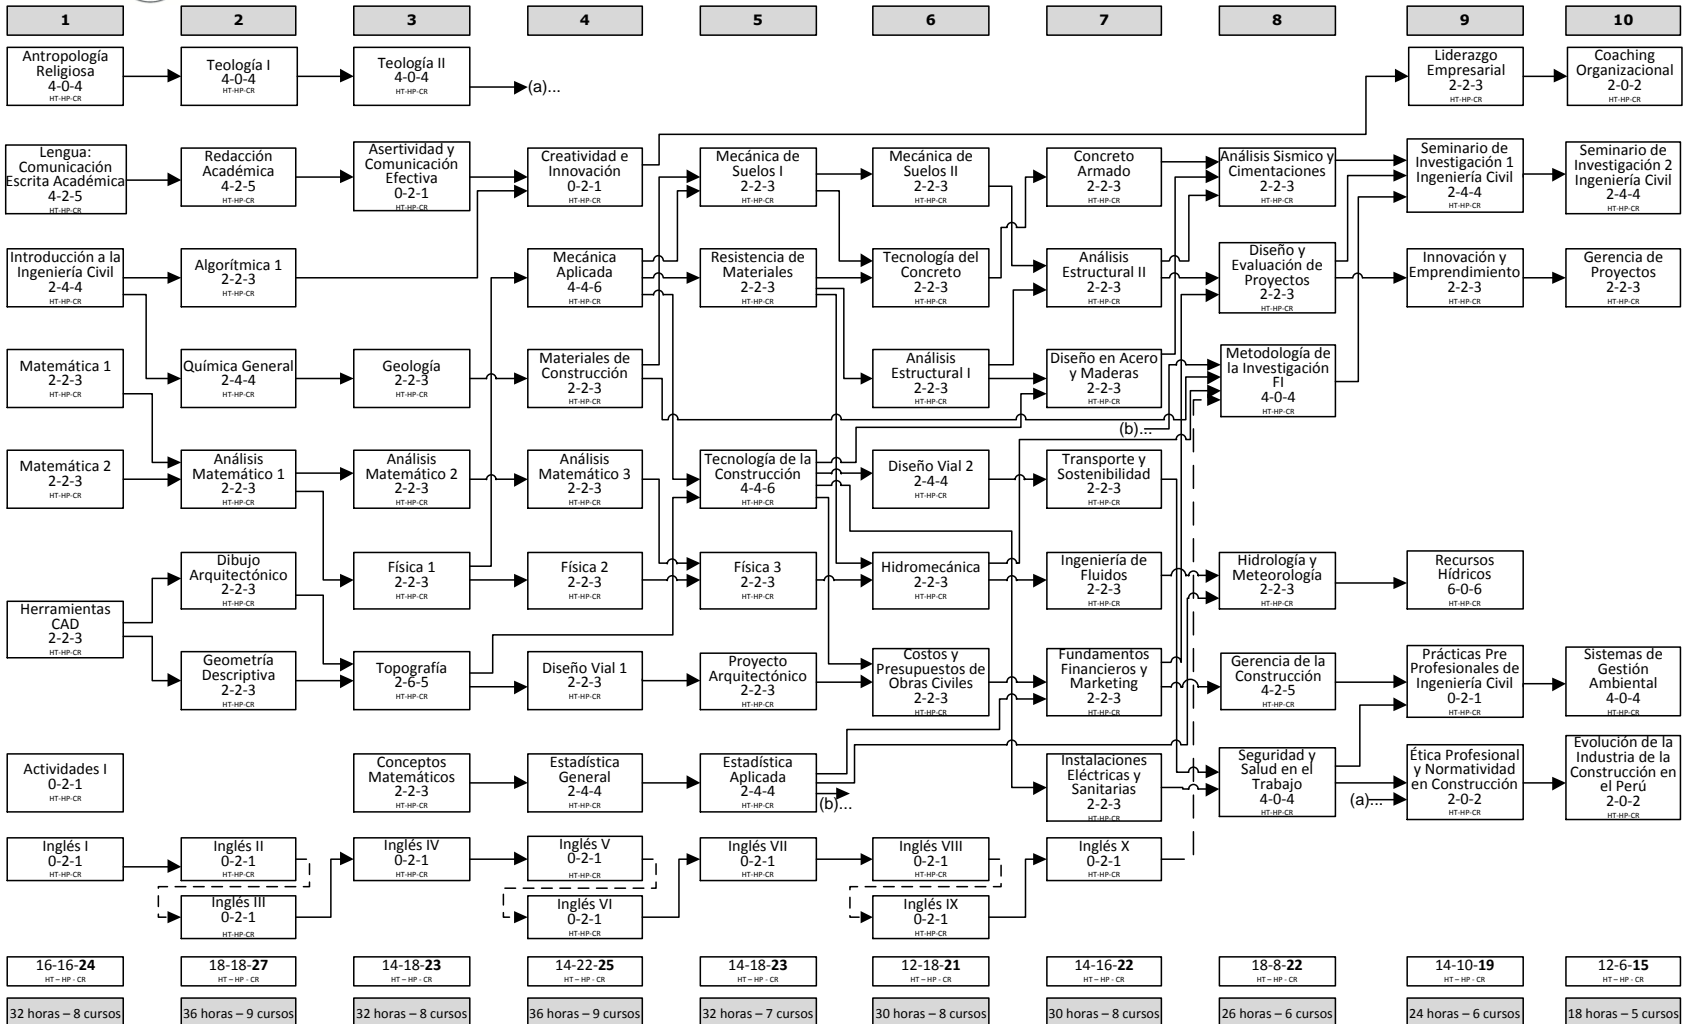 1
2
3
4
5
6
7
8
9
10
Antropología
Religiosa
4-0-4
HT-HP-CR
Teología I
4-0-4
HT-HP-CR
Teología II
4-0-4
HT-HP-CR
(a)...
Liderazgo
Empresarial
2-2-3
HT-HP-CR
Coaching
Organizacional
2-0-2
HT-HP-CR
Lengua:
Comunicación
Escrita Académica
4-2-5
HT-HP-CR
Redacción
Académica
4-2-5
HT-HP-CR
Asertividad y
Comunicación
Efectiva
0-2-1
HT-HP-CR
Creatividad e
Innovación
0-2-1
HT-HP-CR
Mecánica de
Suelos I
2-2-3
HT-HP-CR
Mecánica de
Suelos II
2-2-3
HT-HP-CR
Concreto
Armado
2-2-3
HT-HP-CR
Análisis Sismico y
Cimentaciones
2-2-3
HT-HP-CR
Seminario de
Investigación 1
Ingeniería Civil
2-4-4
HT-HP-CR
Seminario de
Investigación 2
Ingeniería Civil
2-4-4
HT-HP-CR
Introducción a la
Ingeniería Civil
2-4-4
HT-HP-CR
Algorítmica 1
2-2-3
HT-HP-CR
Mecánica
Aplicada
4-4-6
HT-HP-CR
Resistencia de
Materiales
2-2-3
HT-HP-CR
Tecnología del
Concreto
2-2-3
HT-HP-CR
Análisis
Estructural II
2-2-3
HT-HP-CR
Diseño y
Evaluación de
Proyectos
2-2-3
HT-HP-CR
Innovación y
Emprendimiento
2-2-3
HT-HP-CR
Gerencia de
Proyectos
2-2-3
HT-HP-CR
Matemática 1
2-2-3
HT-HP-CR
Química General
2-4-4
HT-HP-CR
Geología
2-2-3
HT-HP-CR
Materiales de
Construcción
2-2-3
HT-HP-CR
Análisis
Estructural I
2-2-3
HT-HP-CR
Diseño en Acero
y Maderas
2-2-3
HT-HP-CR
Metodología de
la Investigación
FI
4-0-4
HT-HP-CR
(b)...
Matemática 2
2-2-3
HT-HP-CR
Análisis
Matemático 1
2-2-3
HT-HP-CR
Análisis
Matemático 2
2-2-3
HT-HP-CR
Análisis
Matemático 3
2-2-3
HT-HP-CR
Tecnología de la
Construcción
4-4-6
HT-HP-CR
Diseño Vial 2
2-4-4
HT-HP-CR
Transporte y
Sostenibilidad
2-2-3
HT-HP-CR
Herramientas
CAD
2-2-3
HT-HP-CR
Dibujo
Arquitectónico
2-2-3
HT-HP-CR
Física 1
2-2-3
HT-HP-CR
Física 2
2-2-3
HT-HP-CR
Física 3
2-2-3
HT-HP-CR
Hidromecánica
2-2-3
HT-HP-CR
Ingeniería de
Fluidos
2-2-3
HT-HP-CR
Hidrología y
Meteorología
2-2-3
HT-HP-CR
Recursos
Hídricos
6-0-6
HT-HP-CR
Geometría
Descriptiva
2-2-3
HT-HP-CR
Topografía
2-6-5
HT-HP-CR
Diseño Vial 1
2-2-3
HT-HP-CR
Proyecto
Arquitectónico
2-2-3
HT-HP-CR
Costos y
Presupuestos de
Obras Civiles
2-2-3
HT-HP-CR
Fundamentos
Financieros y
Marketing
2-2-3
HT-HP-CR
Gerencia de la
Construcción
4-2-5
HT-HP-CR
Prácticas Pre
Profesionales de
Ingeniería Civil
0-2-1
HT-HP-CR
Sistemas de
Gestión
Ambiental
4-0-4
HT-HP-CR
Actividades I
0-2-1
HT-HP-CR
Conceptos
Matemáticos
2-2-3
HT-HP-CR
Estadística
General
2-4-4
HT-HP-CR
Estadística
Aplicada
2-4-4
HT-HP-CR
(b)...
Instalaciones
Eléctricas y
Sanitarias
2-2-3
HT-HP-CR
Seguridad y
Salud en el
Trabajo
4-0-4
HT-HP-CR
(a)...
Ética Profesional
y Normatividad
en Construcción
2-0-2
HT-HP-CR
Evolución de la
Industria de la
Construcción en
el Perú
2-0-2
HT-HP-CR
Inglés I
0-2-1
HT-HP-CR
Inglés II
0-2-1
HT-HP-CR
Inglés III
0-2-1
HT-HP-CR
Inglés IV
0-2-1
HT-HP-CR
Inglés V
0-2-1
HT-HP-CR
Inglés VI
0-2-1
HT-HP-CR
Inglés VII
0-2-1
HT-HP-CR
Inglés VIII
0-2-1
HT-HP-CR
Inglés IX
0-2-1
HT-HP-CR
Inglés X
0-2-1
HT-HP-CR
16-16-24
HT – HP - CR
18-18-27
HT – HP - CR
14-18-23
HT – HP - CR
14-22-25
HT – HP - CR
14-18-23
HT – HP - CR
12-18-21
HT – HP - CR
14-16-22
HT – HP - CR
18-8-22
HT – HP - CR
14-10-19
HT – HP - CR
12-6-15
HT – HP - CR
32 horas – 8 cursos
36 horas – 9 cursos
32 horas – 8 cursos
36 horas – 9 cursos
32 horas – 7 cursos
30 horas – 8 cursos
30 horas – 8 cursos
26 horas – 6 cursos
24 horas – 6 cursos
18 horas – 5 cursos